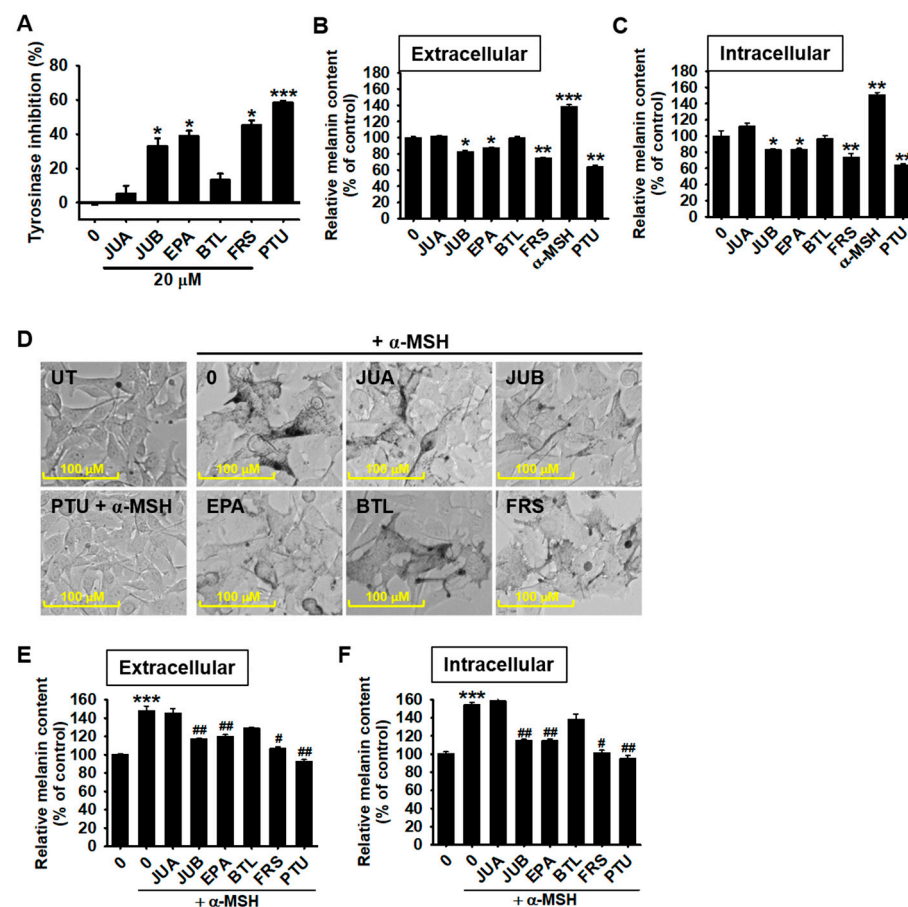 A
Tyrosinase inhibition (%)
80
60
40
20
0
*
*
*
***
0
JUA
JUB
EPA
BTL
FRS
PTU
20 μM
B
Extracellular
Relative melanin content
(% of control)
180
160
140
120
100
80
60
40
20
0
*
*
**
***
**
0
JUA
JUB
EPA
BTL
FRS
α-MSH
PTU
C
Intracellular
Relative melanin content
(% of control)
180
160
140
120
100
80
60
40
20
0
*
*
**
**
**
0
JUA
JUB
EPA
BTL
FRS
α-MSH
PTU
D
+ α-MSH
UT
100 μM
0
100 μM
JUA
100 μM
JUB
100 μM
PTU + α-MSH
100 μM
EPA
100 μM
BTL
100 μM
FRS
100 μM
E
Extracellular
Relative melanin content
(% of control)
160
140
120
100
80
60
40
20
0
***
##
##
#
##
0
0
JUA
JUB
EPA
BTL
FRS
PTU
+ α-MSH
F
Intracellular
Relative melanin content
(% of control)
160
140
120
100
80
60
40
20
0
***
##
##
#
##
0
0
JUA
JUB
EPA
BTL
FRS
PTU
+ α-MSH